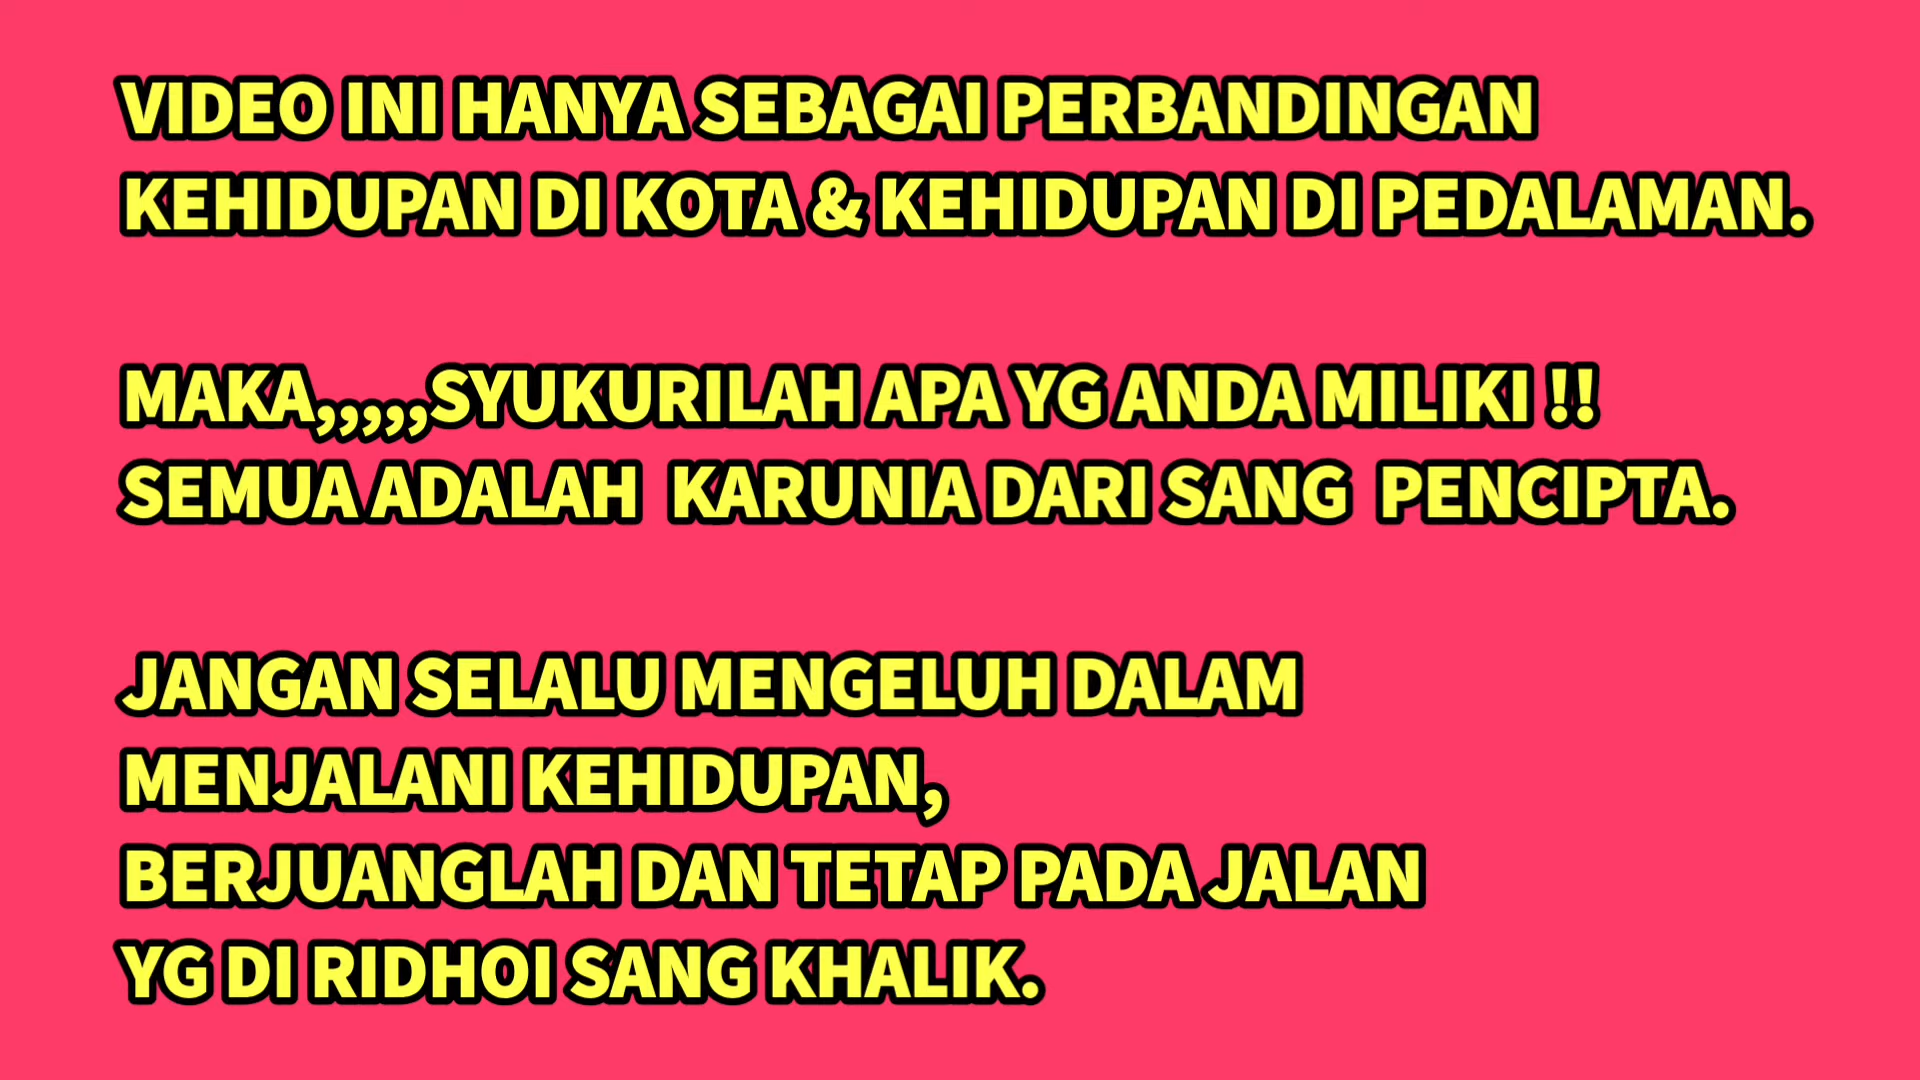 VIDEO INI HANYA SEBAGAI PERBANDINGAN
KEHIDUPAN DI KOTA & KEHIDUPAN DI PEDALAMAN.
MAKA,,,,,SYUKURILAH APA YG ANDA MILIKI !!
SEMUA ADALAH  KARUNIA DARI SANG  PENCIPTA.
JANGAN SELALU MENGELUH DALAM
MENJALANI KEHIDUPAN,
BERJUANGLAH DAN TETAP PADA JALAN
YG DI RIDHOI SANG KHALIK.